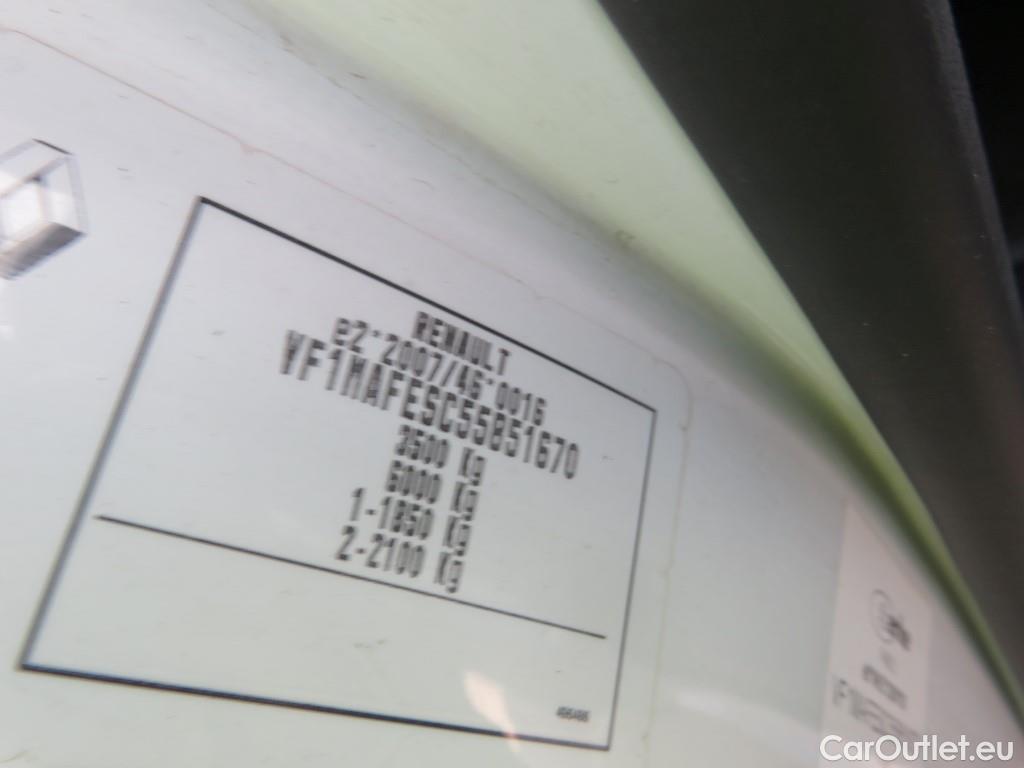 RENAULT
e2*2007/46*0016
VF1MAFESC55851670
3500 Kg
6000 Kg
1-1850 Kg
2-2100 Kg
CarOutlet.eu